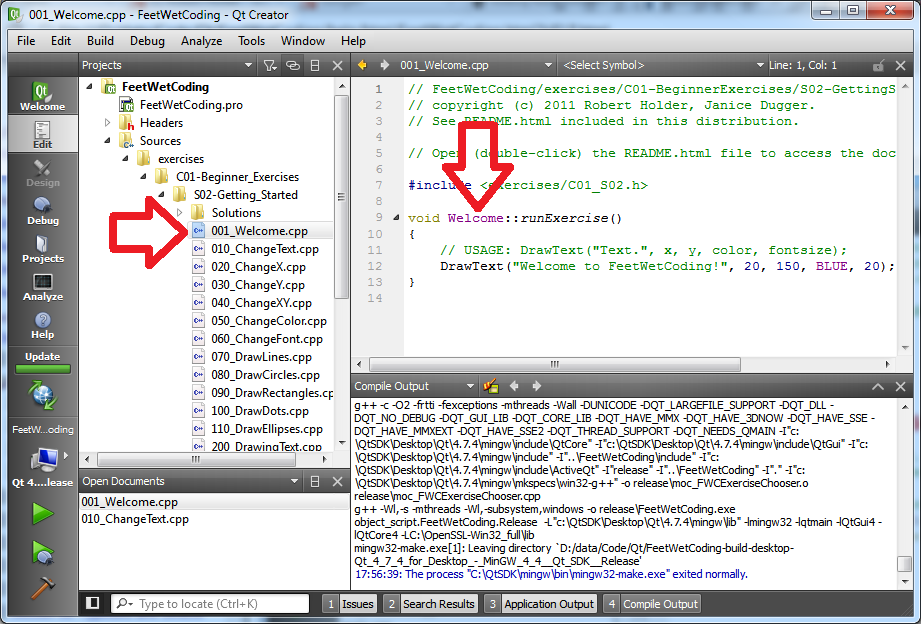 001_Welcome.cpp - FeetWetCoding - Qt Creator
File Edit Build Debug Analyze Tools Window Help
Welcome
Edit
Design
Debug
Projects
Analyze
Help
Update
FeetW...oding
Qt 4....lease
Projects
FeetWetCoding
FeetWetCoding.pro
Headers
Sources
exercises
C01-Beginner_Exercises
S02-Getting_Started
Solutions
001_Welcome.cpp
010_ChangeText.cpp
020_ChangeX.cpp
030_ChangeY.cpp
040_ChangeXY.cpp
050_ChangeColor.cpp
060_ChangeFont.cpp
070_DrawLines.cpp
080_DrawCircles.cpp
090_DrawRectangles.cp
100_DrawDots.cpp
110_DrawEllipses.cpp
200_DrawingText.cpp
Open Documents
001_Welcome.cpp
010_ChangeText.cpp
001_Welcome.cpp <Select Symbol> Line: 1, Col: 1
1 // FeetWetCoding/exercises/C01-BeginnerExercises/S02-GettingS
2 // copyright (c) 2011 Robert Holder, Janice Dugger.
3 // See README.html included in this distribution.
4
5 // Open (double-click) the README.html file to access the doc
6
7 #include <exercises/C01_S02.h>
8
9 void Welcome::runExercise()
10 {
11 // USAGE: DrawText("Text.", x, y, color, fontsize);
12 DrawText("Welcome to FeetWetCoding!", 20, 150, BLUE, 20);
13 }
14
Compile Output
g++ -c -O2 -frtti -fexceptions -mthreads -Wall -DUNICODE -DQT_LARGEFILE_SUPPORT -DQT_DLL -
DQT_NO_DEBUG -DQT_GUI_LIB -DQT_CORE_LIB -DQT_HAVE_MMX -DQT_HAVE_3DNOW -DQT_HAVE_SSE -
DQT_HAVE_MMXEXT -DQT_HAVE_SSE2 -DQT_THREAD_SUPPORT -DQT_NEEDS_QMAIN -I"c:
\QtSDK\Desktop\Qt\4.7.4\mingw\include\QtCore" -I"c:\QtSDK\Desktop\Qt\4.7.4\mingw\include\QtGui" -I"c:
\QtSDK\Desktop\Qt\4.7.4\mingw\include" -I"..\FeetWetCoding\include" -I"c:
\QtSDK\Desktop\Qt\4.7.4\mingw\include\ActiveQt" -I"release" -I"..\FeetWetCoding" -I"." -I"c:
\QtSDK\Desktop\Qt\4.7.4\mingw\mkspecs\win32-g++" -o release\moc_FWCExerciseChooser.o
release\moc_FWCExerciseChooser.cpp
g++ -Wl,-s -mthreads -Wl,-subsystem,windows -o release\FeetWetCoding.exe
object_script.FeetWetCoding.Release -L"c:\QtSDK\Desktop\Qt\4.7.4\mingw\lib" -lmingw32 -lqtmain -lQtGui4 -
lQtCore4 -LC:\OpenSSL-Win32_full\lib
mingw32-make.exe[1]: Leaving directory `D:/data/Code/Qt/FeetWetCoding-build-desktop-
Qt_4_7_4_for_Desktop_-_MinGW_4_4__Qt_SDK__Release'
17:56:39: The process "C:\QtSDK\mingw\bin\mingw32-make.exe" exited normally.
Type to locate (Ctrl+K) 1 Issues 2 Search Results 3 Application Output 4 Compile Output